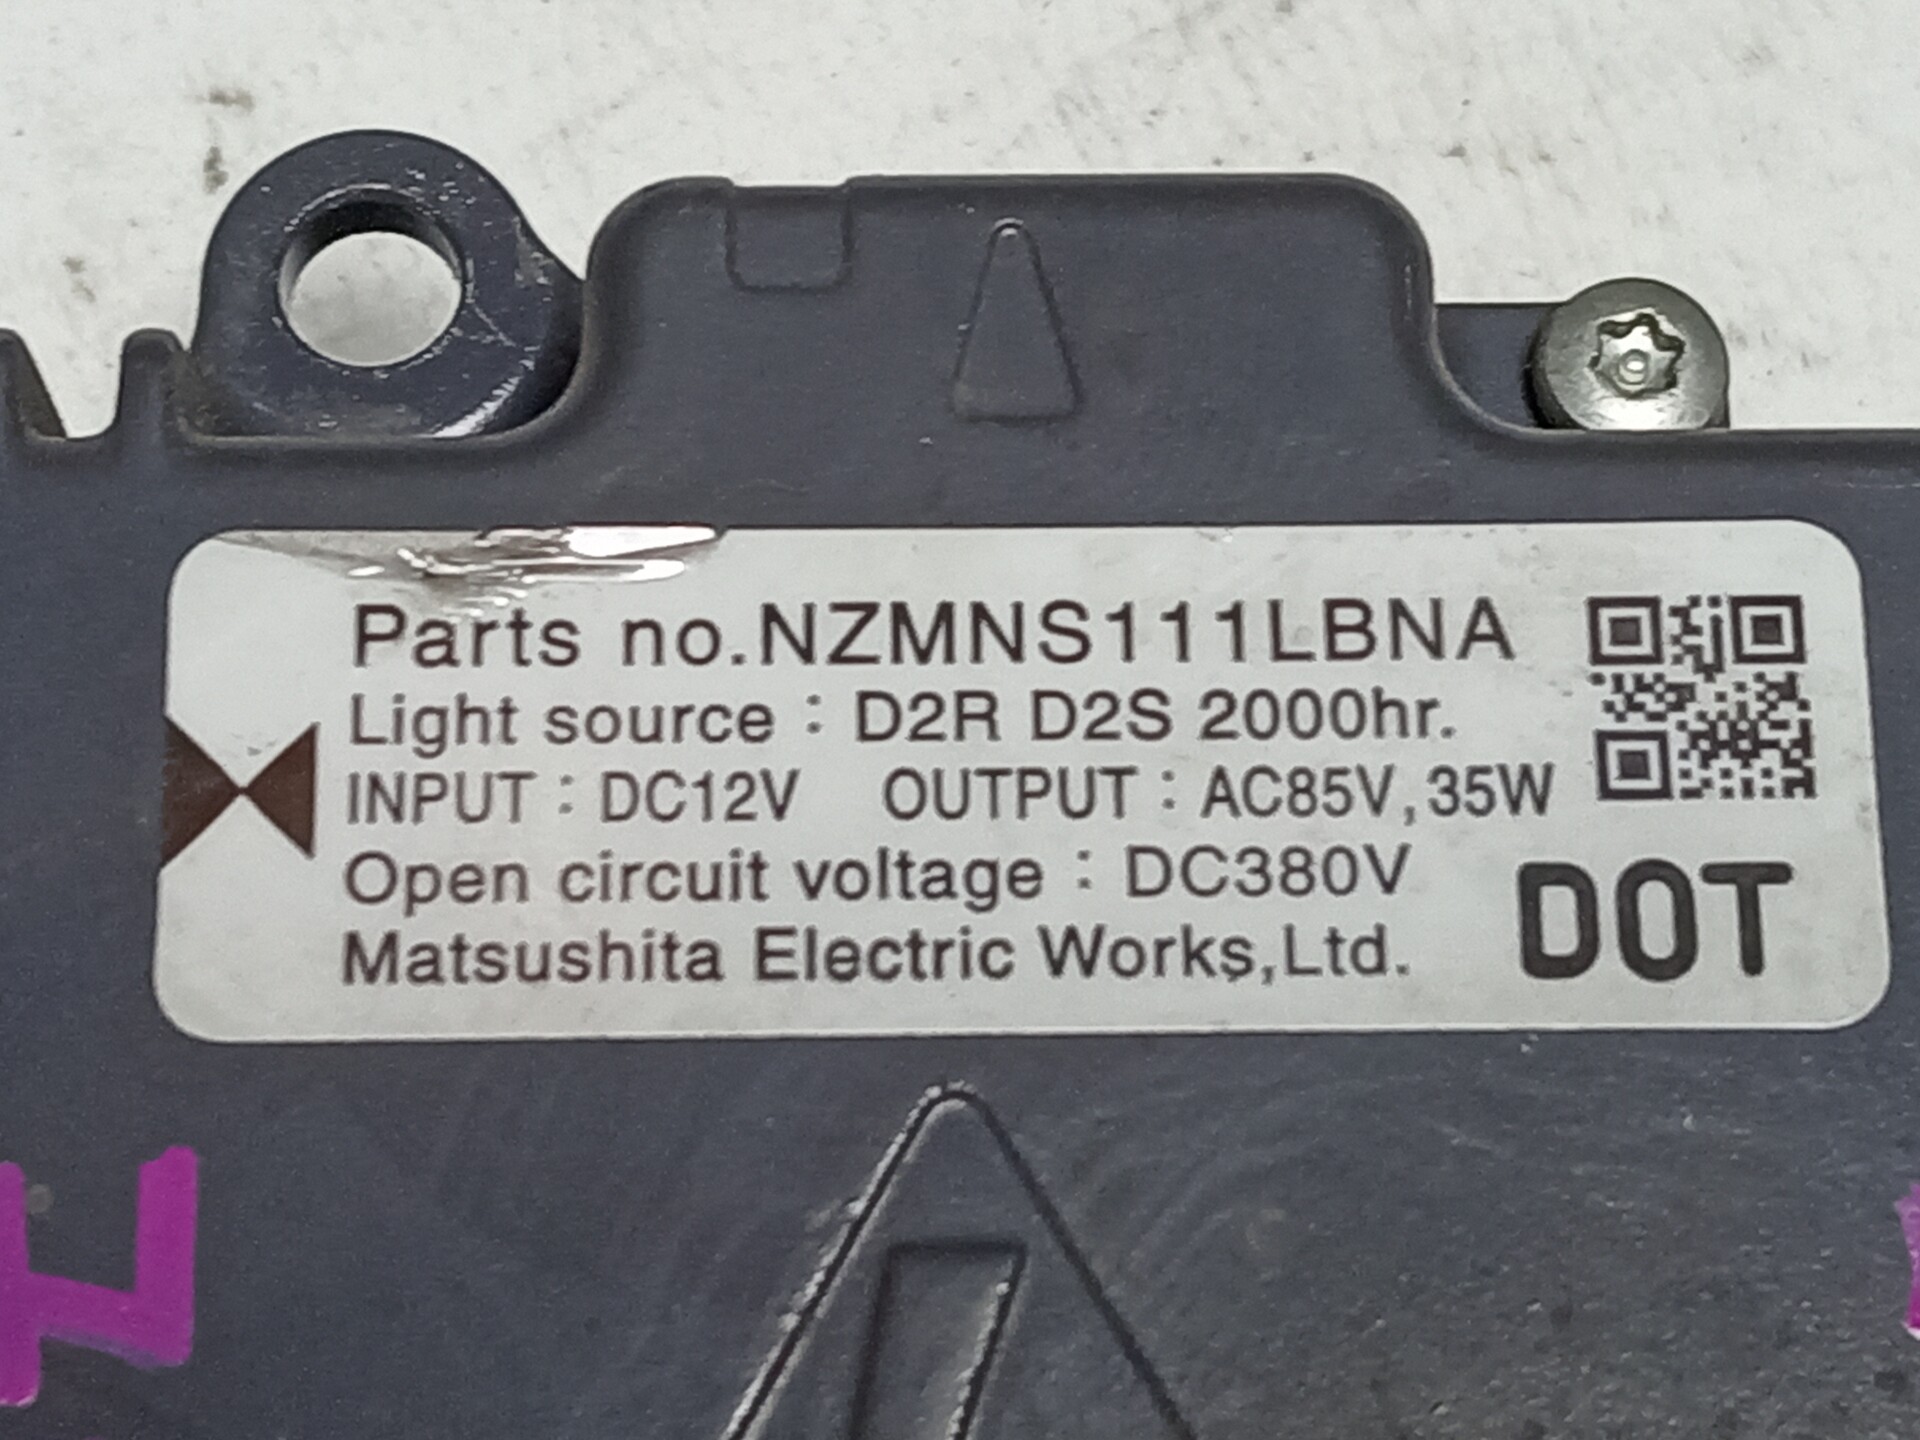 Parts no.NZMNS111LBNA
Light source : D2R D2S 2000hr.
INPUT : DC12V OUTPUT : AC85V,35W
Open circuit voltage : DC380V
Matsushita Electric Works,Ltd.
DOT